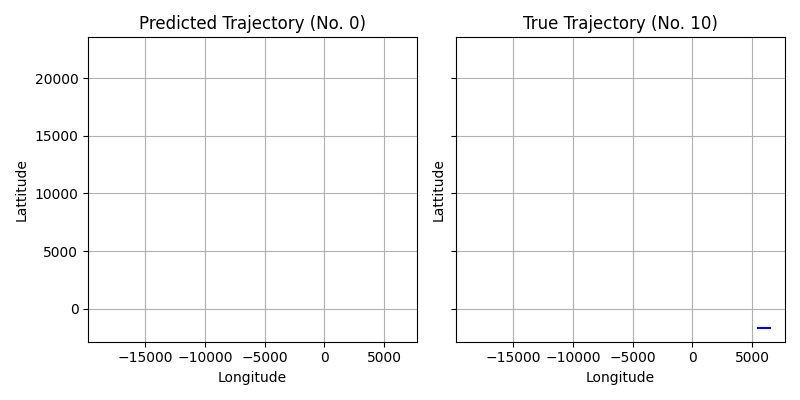 Predicted Trajectory (No. 0)
True Trajectory (No. 10)
Lattitude
20000
15000
10000
5000
0
−15000 −10000 −5000 0 5000
Longitude
Lattitude
−15000 −10000 −5000 0 5000
Longitude